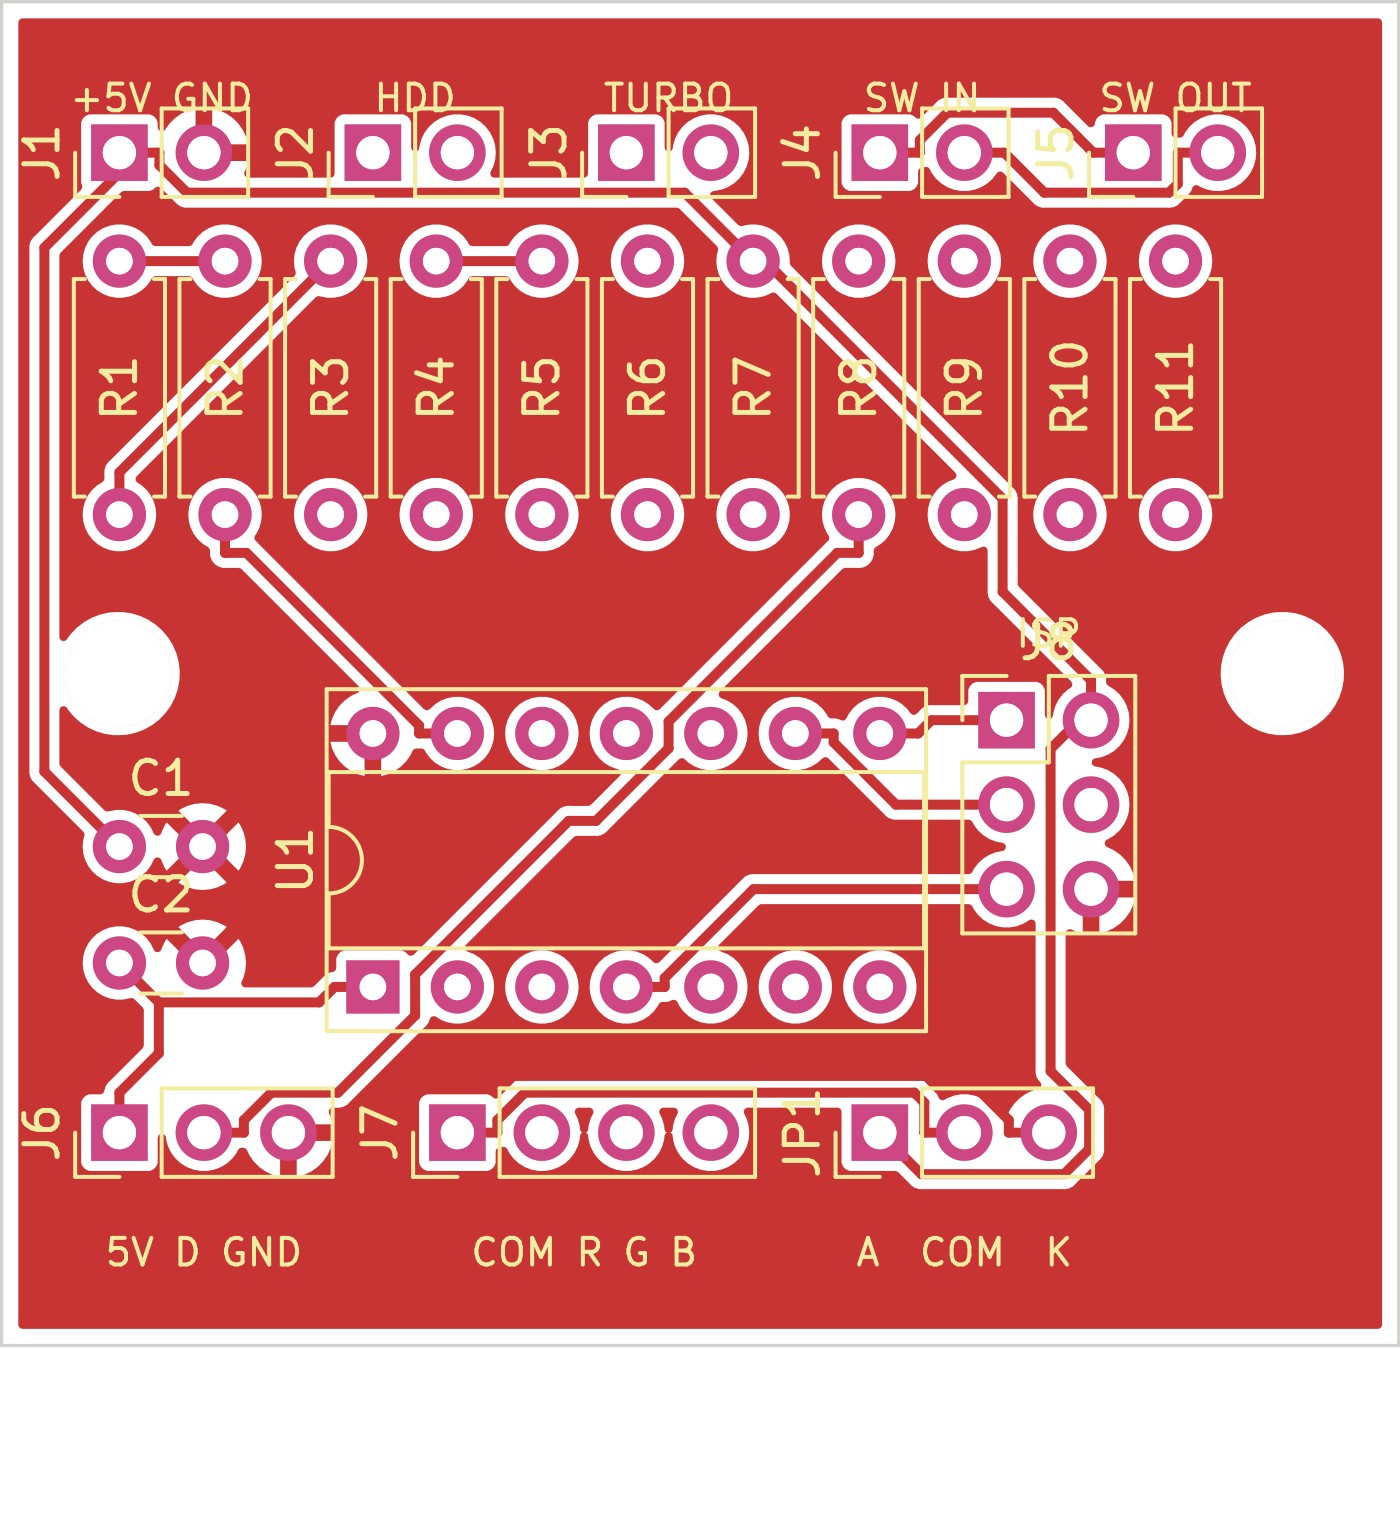 +5V GND HDD TURBO SW IN SW OUT
J1 J2 J3 J4 J5
R1 R2 R3 R4 R5 R6 R7 R8 R9 R10 R11
J8
C1
U1
C2
J6 J7 JP1
5V D GND COM R G B A COM K